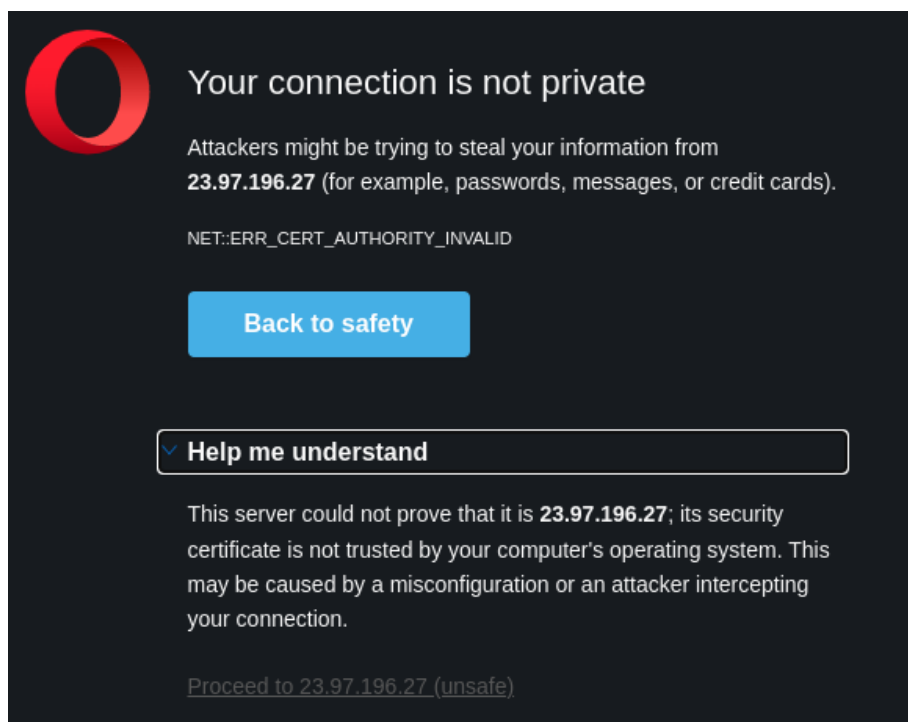 Your connection is not private
Attackers might be trying to steal your information from
23.97.196.27 (for example, passwords, messages, or credit cards).
NET::ERR_CERT_AUTHORITY_INVALID
Back to safety
Help me understand
This server could not prove that it is 23.97.196.27; its security
certificate is not trusted by your computer's operating system. This
may be caused by a misconfiguration or an attacker intercepting
your connection.
Proceed to 23.97.196.27 (unsafe)